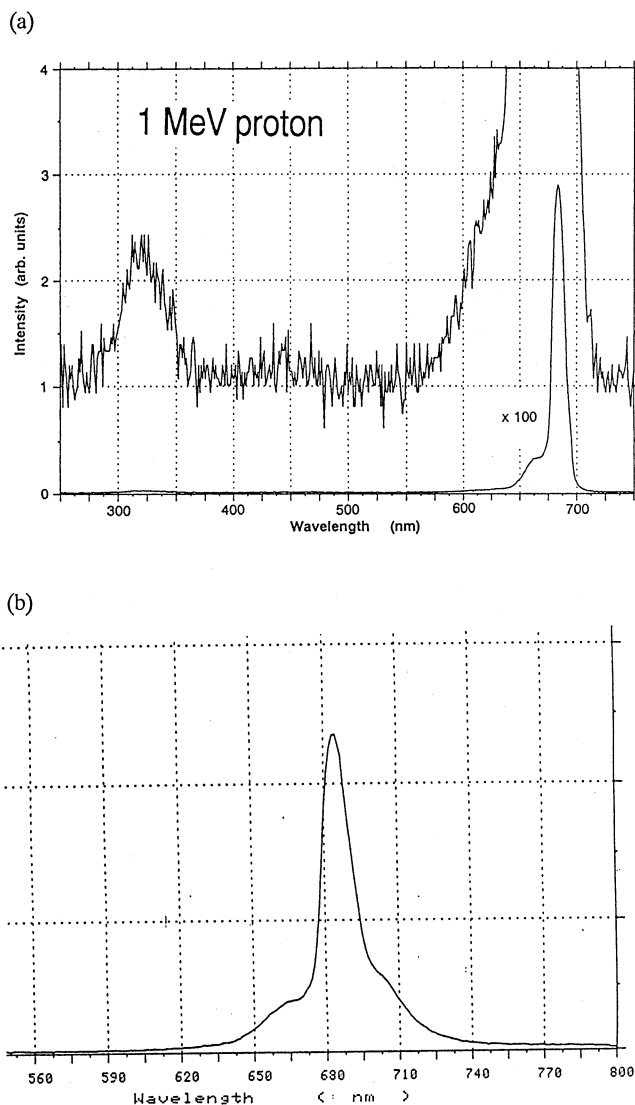 (a)
4
1 MeV proton
3
2
1
x 100
0
Intensity (arb. units)
300 400 500 600 700
Wavelength (nm)
(b)
560 590 620 650 680 710 740 770 800
Wavelength (: nm )